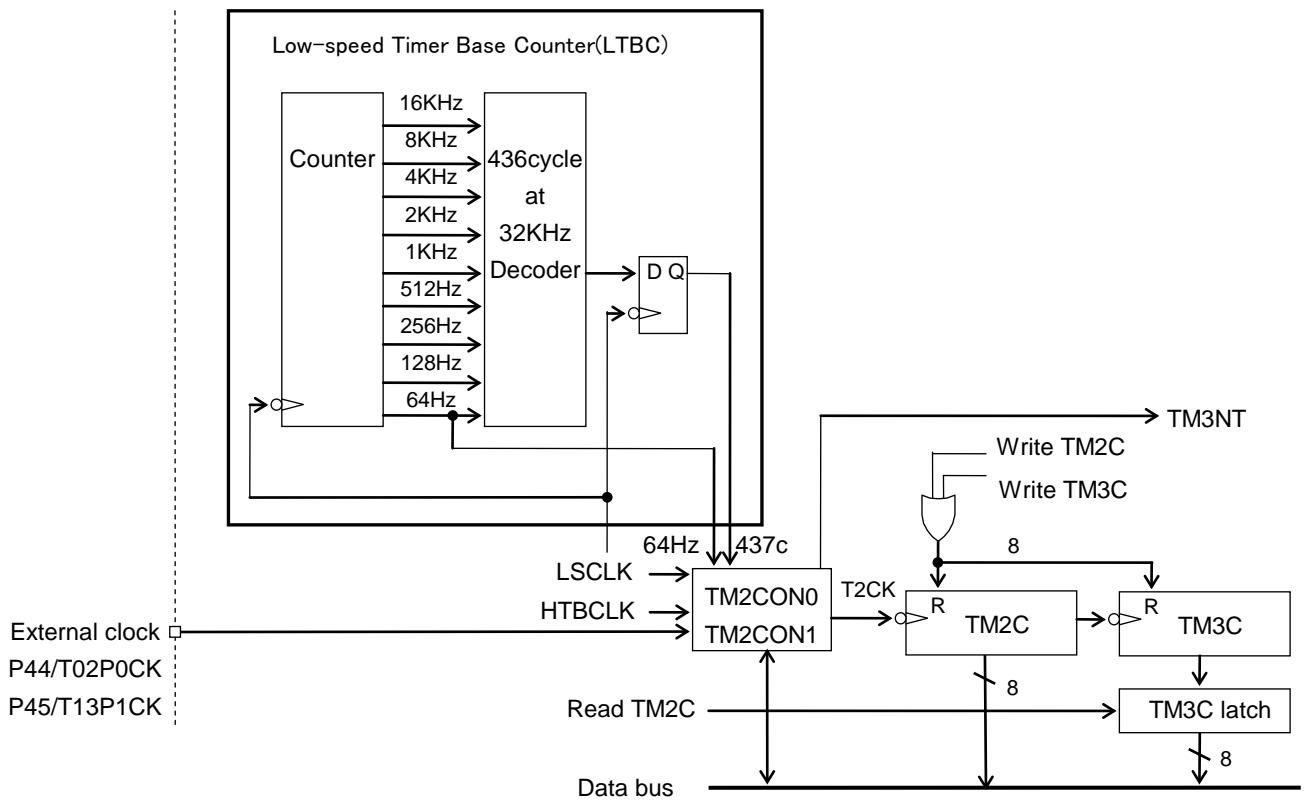 Low-speed Timer Base Counter(LTBC)
16KHz
8KHz
4KHz
2KHz
1KHz
512Hz
256Hz
128Hz
64Hz
Counter
436cycle
at
32KHz
Decoder
D Q
TM3NT
Write TM2C
Write TM3C
64Hz
437c
8
LSCLK
HTBCLK
TM2CON0
TM2CON1
T2CK
R
TM2C
R
TM3C
External clock
P44/T02P0CK
P45/T13P1CK
8
Read TM2C
TM3C latch
8
Data bus